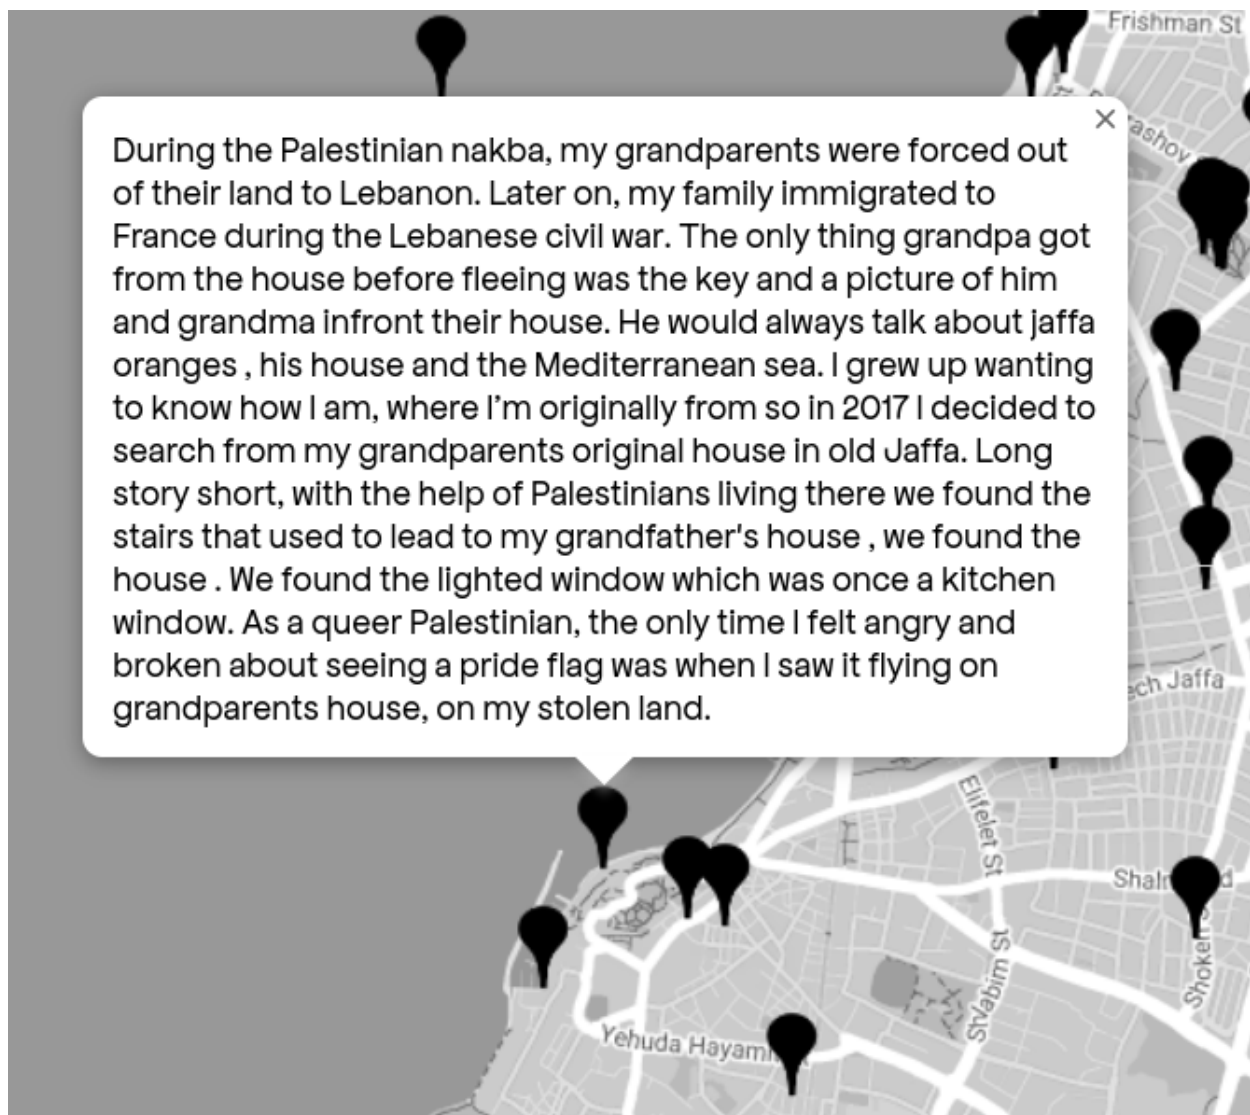 Frishman St
ashov
During the Palestinian nakba, my grandparents were forced out
of their land to Lebanon. Later on, my family immigrated to
France during the Lebanese civil war. The only thing grandpa got
from the house before fleeing was the key and a picture of him
and grandma infront their house. He would always talk about jaffa
oranges , his house and the Mediterranean sea. I grew up wanting
to know how I am, where I’m originally from so in 2017 I decided to
search from my grandparents original house in old Jaffa. Long
story short, with the help of Palestinians living there we found the
stairs that used to lead to my grandfather's house , we found the
house . We found the lighted window which was once a kitchen
window. As a queer Palestinian, the only time I felt angry and
broken about seeing a pride flag was when I saw it flying on
grandparents house, on my stolen land.
ech Jaffa
Elifelet St
Shal
Shoken
Yehuda Hayam